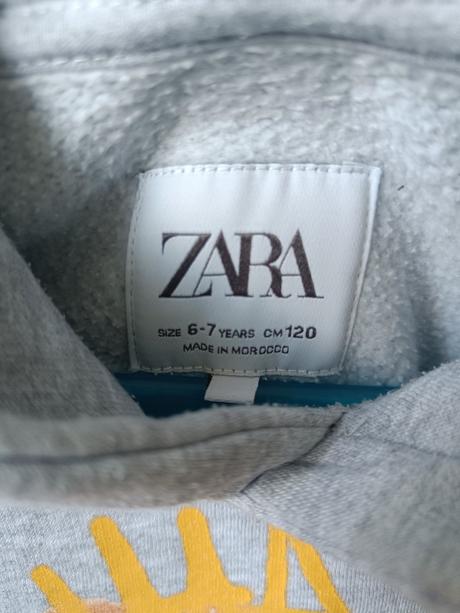 ZARA
SIZE 6-7 YEARS CM 120
MADE IN MOROCCO